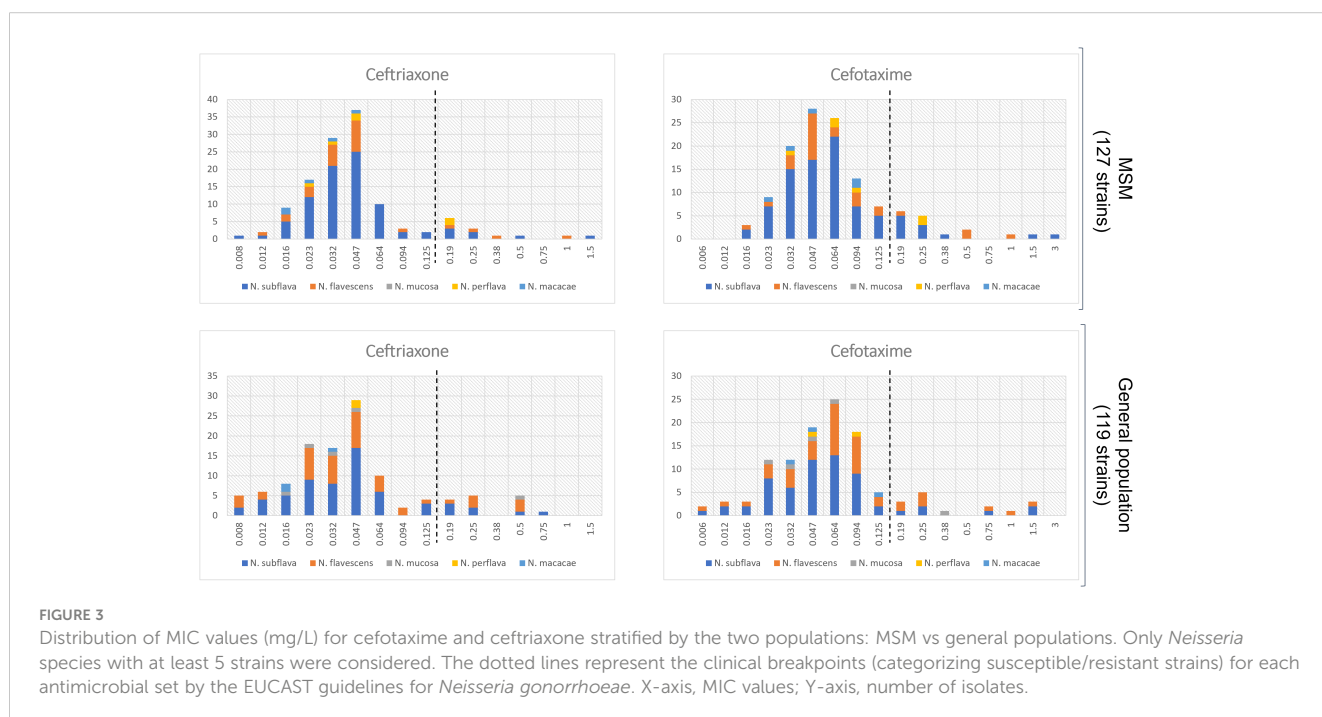 Ceftriaxone
40
35
30
25
20
15
10
5
0
0.008 0.012 0.016 0.023 0.032 0.047 0.064 0.094 0.125 0.19 0.25 0.38 0.5 0.75 1 1.5
N. subflava N. flavescens N. mucosa N. perflava N. macacae
Cefotaxime
30
25
20
15
10
5
0
0.006 0.012 0.016 0.023 0.032 0.047 0.064 0.094 0.125 0.19 0.25 0.38 0.5 0.75 1 1.5 3
N. subflava N. flavescens N. mucosa N. perflava N. macacae
MSM
(127 strains)
Ceftriaxone
35
30
25
20
15
10
5
0
0.008 0.012 0.016 0.023 0.032 0.047 0.064 0.094 0.125 0.19 0.25 0.38 0.5 0.75 1 1.5
N. subflava N. flavescens N. mucosa N. perflava N. macacae
Cefotaxime
30
25
20
15
10
5
0
0.006 0.012 0.016 0.023 0.032 0.047 0.064 0.094 0.125 0.19 0.25 0.38 0.5 0.75 1 1.5 3
N. subflava N. flavescens N. mucosa N. perflava N. macacae
General population
(119 strains)
FIGURE 3
Distribution of MIC values (mg/L) for cefotaxime and ceftriaxone stratified by the two populations: MSM vs general populations. Only Neisseria
species with at least 5 strains were considered. The dotted lines represent the clinical breakpoints (categorizing susceptible/resistant strains) for each
antimicrobial set by the EUCAST guidelines for Neisseria gonorrhoeae. X-axis, MIC values; Y-axis, number of isolates.